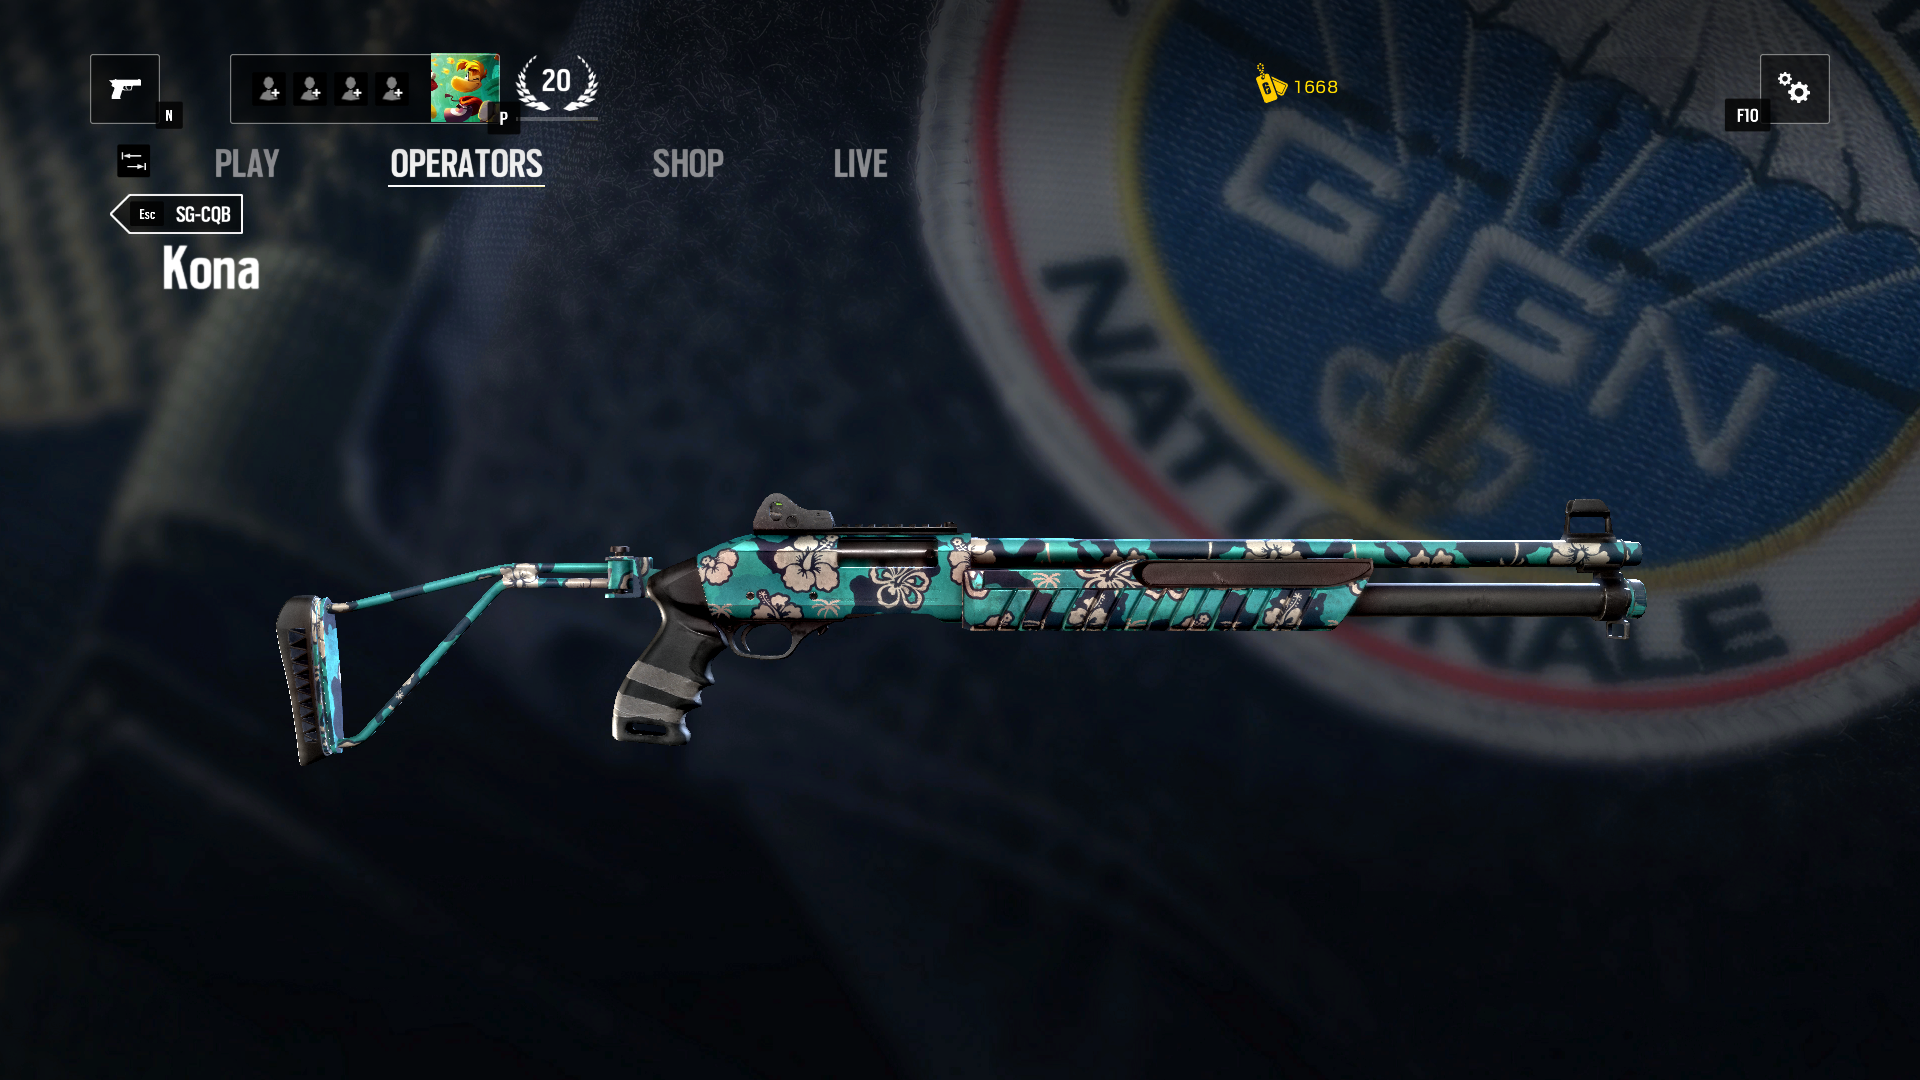 N
P
20
1668
F10
PLAY
OPERATORS
SHOP
LIVE
Esc SG-CQB
Kona
GIGN
NATIONALE